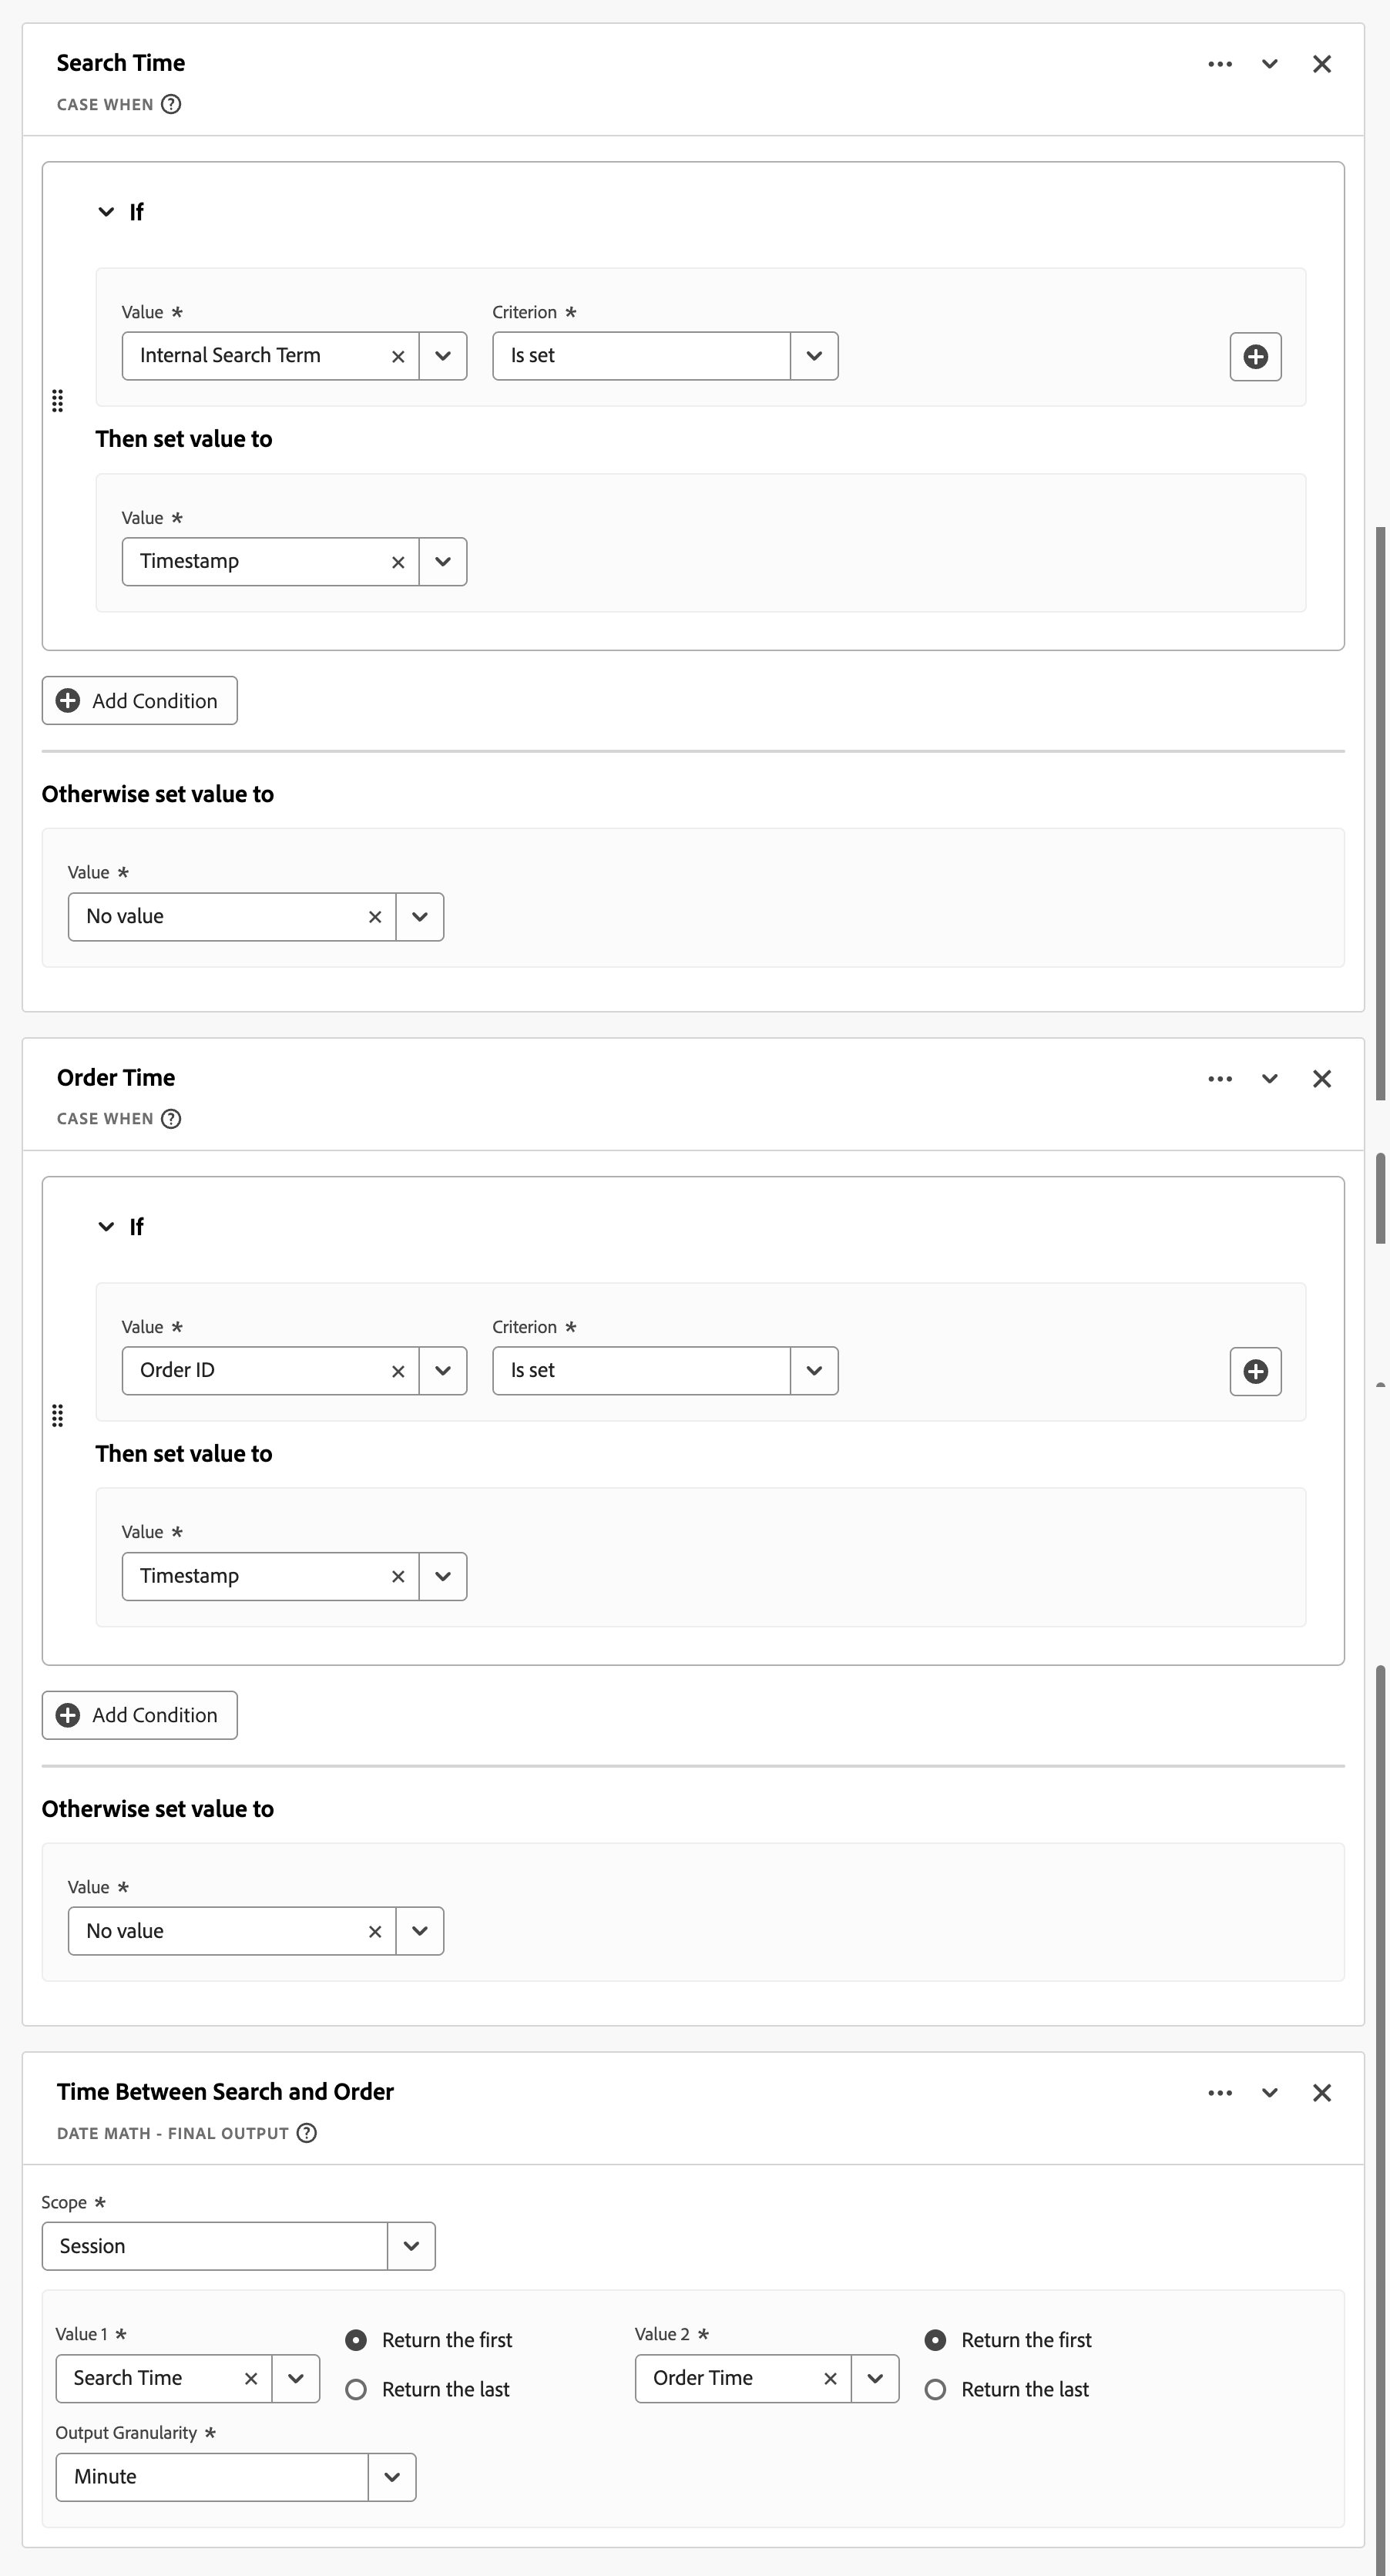 Search Time
CASE WHEN ?
If
Value * Criterion *
Internal Search Term Is set
Then set value to
Value *
Timestamp
Add Condition
Otherwise set value to
Value *
No value
Order Time
CASE WHEN ?
If
Value * Criterion *
Order ID Is set
Then set value to
Value *
Timestamp
Add Condition
Otherwise set value to
Value *
No value
Time Between Search and Order
DATE MATH - FINAL OUTPUT ?
Scope *
Session
Value 1 * Return the first Value 2 * Return the first
Search Time Return the last Order Time Return the last
Output Granularity *
Minute